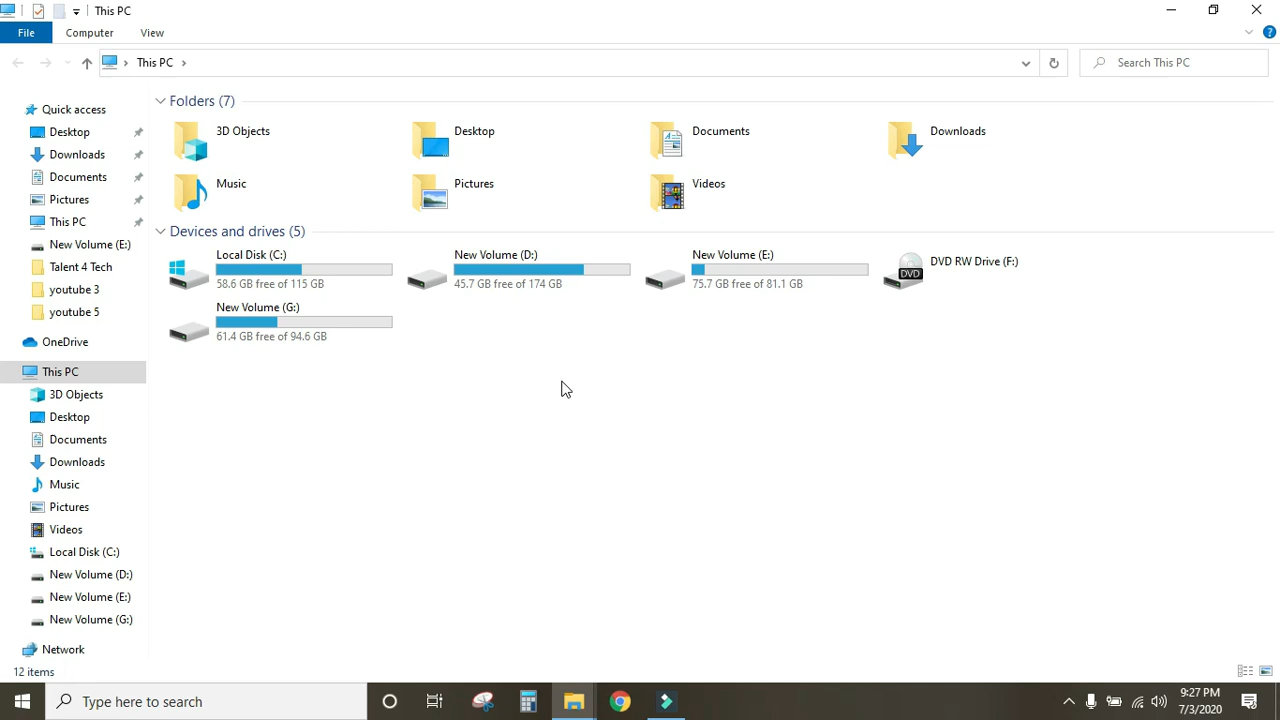 This PC
File Computer View
This PC
Search This PC
Quick access
Desktop
Downloads
Documents
Pictures
This PC
New Volume (E:)
Talent 4 Tech
youtube 3
youtube 5
OneDrive
This PC
3D Objects
Desktop
Documents
Downloads
Music
Pictures
Videos
Local Disk (C:)
New Volume (D:)
New Volume (E:)
New Volume (G:)
Network
Folders (7)
3D Objects
Desktop
Documents
Downloads
Music
Pictures
Videos
Devices and drives (5)
Local Disk (C:)
58.6 GB free of 115 GB
New Volume (D:)
45.7 GB free of 174 GB
New Volume (E:)
75.7 GB free of 81.1 GB
DVD RW Drive (F:)
DVD
New Volume (G:)
61.4 GB free of 94.6 GB
12 items
Type here to search
9:27 PM
7/3/2020